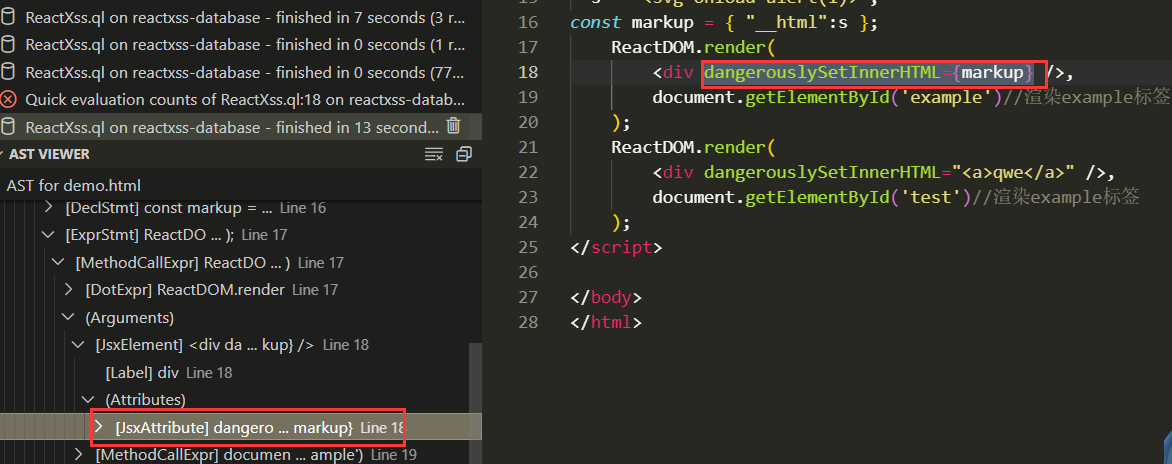 ReactXss.ql on reactxss-database - finished in 7 seconds (3 r...
ReactXss.ql on reactxss-database - finished in 0 seconds (1 r...
ReactXss.ql on reactxss-database - finished in 0 seconds (77...
Quick evaluation counts of ReactXss.ql:18 on reactxss-datab...
ReactXss.ql on reactxss-database - finished in 13 second...
AST VIEWER
AST for demo.html
[DeclStmt] const markup = ... Line 16
[ExprStmt] ReactDO ... ); Line 17
[MethodCallExpr] ReactDO ... ) Line 17
[DotExpr] ReactDOM.render Line 17
(Arguments)
[JsxElement] <div da ... kup} /> Line 18
[Label] div Line 18
(Attributes)
[JsxAttribute] dangero ... markup} Line 18
[MethodCallExpr] documen ... ample') Line 19
16 const markup = { "__html":s };
17 ReactDOM.render(
18 <div dangerouslySetInnerHTML={markup} />,
19 document.getElementById('example')//渲染example标签
20 );
21 ReactDOM.render(
22 <div dangerouslySetInnerHTML="<a>qwe</a>" />,
23 document.getElementById('test')//渲染example标签
24 );
25 </script>
26
27 </body>
28 </html>